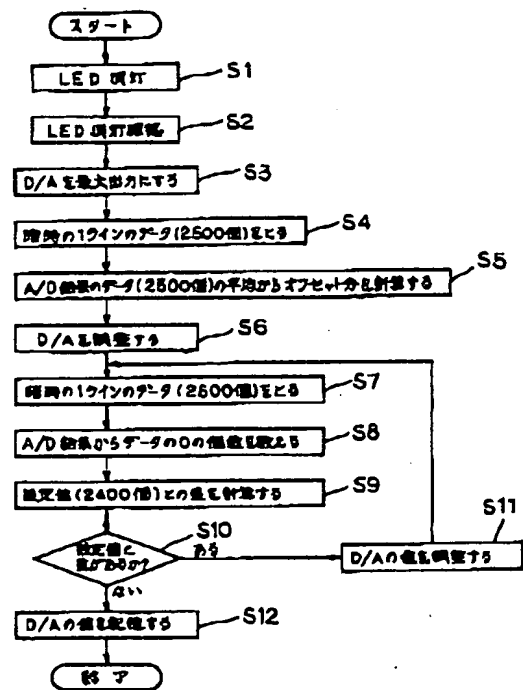 スタート
LED 消灯
S1
LED 消灯確認
S2
D/Aを最大出力にする
S3
暗時の1ラインのデータ(2500個)をとる
S4
A/D結果のデータ(2500個)の平均からオフセット分を計算する
S5
D/Aを調整する
S6
暗時の1ラインのデータ(2500個)をとる
S7
A/D結果からデータの0の個数を数える
S8
設定値(2400個)との差を計算する
S9
設定値と
差があるか?
S10
ある
D/Aの値を調整する
S11
ない
D/Aの値を記憶する
S12
終了